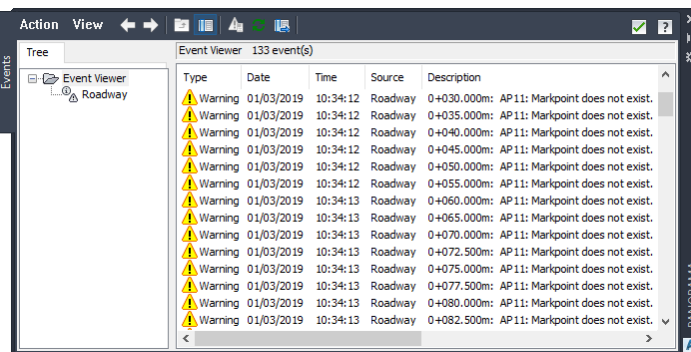 Action View
Events
Tree
Event Viewer 133 event(s)
Event Viewer
Roadway
Type Date Time Source Description
Warning 01/03/2019 10:34:12 Roadway 0+030.000m: AP11: Markpoint does not exist.
Warning 01/03/2019 10:34:12 Roadway 0+035.000m: AP11: Markpoint does not exist.
Warning 01/03/2019 10:34:12 Roadway 0+040.000m: AP11: Markpoint does not exist.
Warning 01/03/2019 10:34:12 Roadway 0+045.000m: AP11: Markpoint does not exist.
Warning 01/03/2019 10:34:12 Roadway 0+050.000m: AP11: Markpoint does not exist.
Warning 01/03/2019 10:34:12 Roadway 0+055.000m: AP11: Markpoint does not exist.
Warning 01/03/2019 10:34:13 Roadway 0+060.000m: AP11: Markpoint does not exist.
Warning 01/03/2019 10:34:13 Roadway 0+065.000m: AP11: Markpoint does not exist.
Warning 01/03/2019 10:34:13 Roadway 0+070.000m: AP11: Markpoint does not exist.
Warning 01/03/2019 10:34:13 Roadway 0+072.500m: AP11: Markpoint does not exist.
Warning 01/03/2019 10:34:13 Roadway 0+075.000m: AP11: Markpoint does not exist.
Warning 01/03/2019 10:34:13 Roadway 0+077.500m: AP11: Markpoint does not exist.
Warning 01/03/2019 10:34:13 Roadway 0+080.000m: AP11: Markpoint does not exist.
Warning 01/03/2019 10:34:13 Roadway 0+082.500m: AP11: Markpoint does not exist.